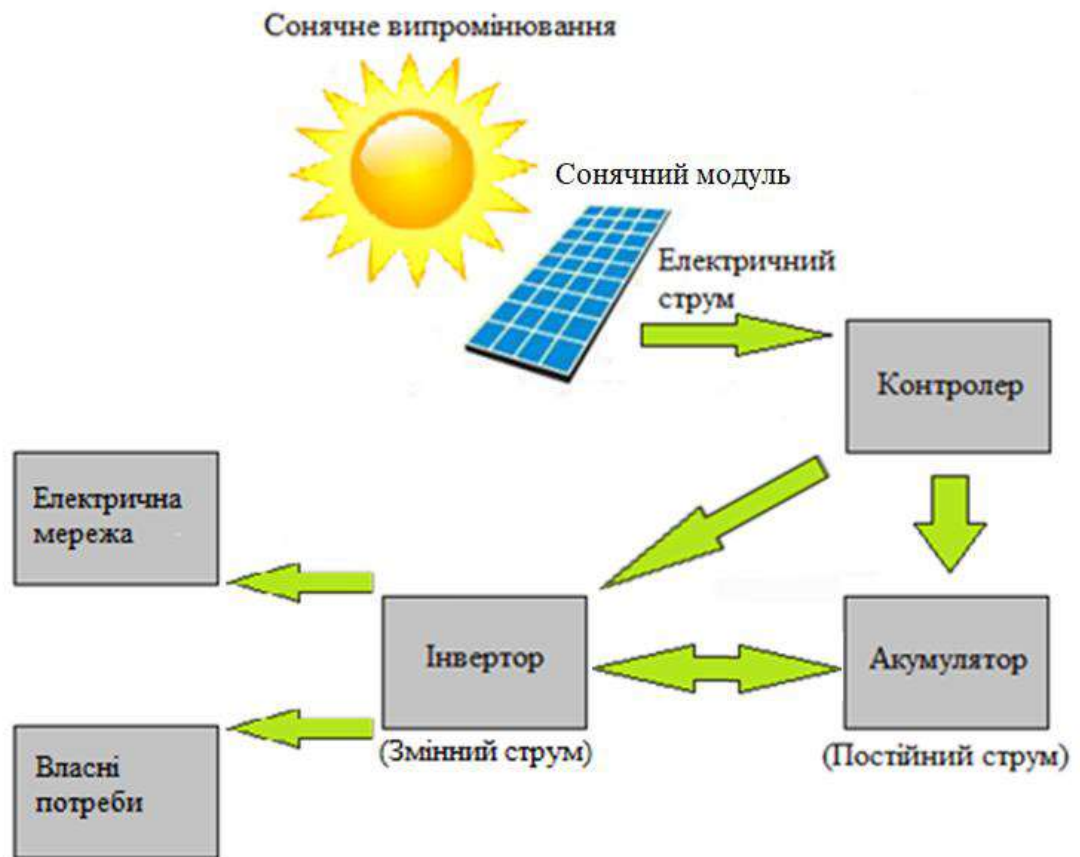 Сонячне випромінювання
Сонячний модуль
Електричний
струм
Контролер
Електрична
мережа
Інвертор
(Змінний струм)
Акумулятор
(Постійний струм)
Власні
потреби